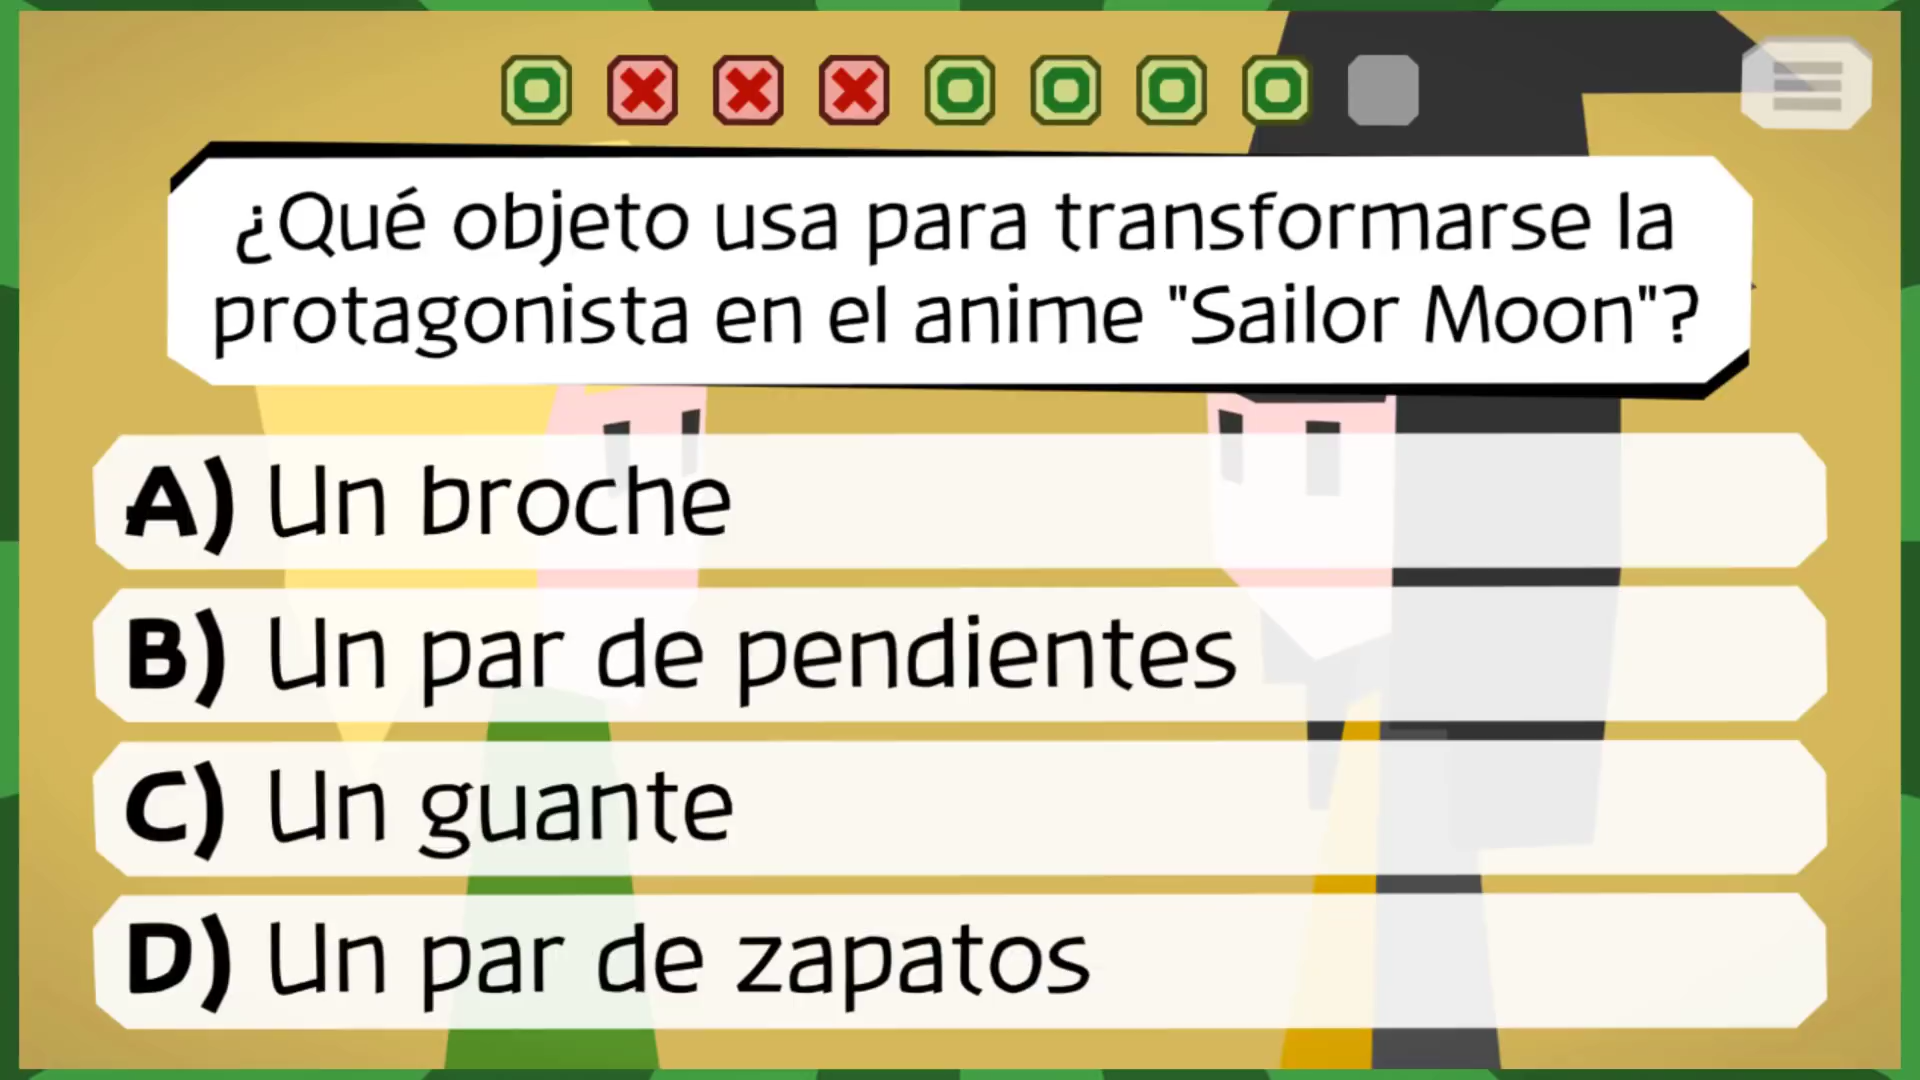 ¿Qué objeto usa para transformarse la
protagonista en el anime "Sailor Moon"?
A) Un broche
B) Un par de pendientes
C) Un guante
D) Un par de zapatos